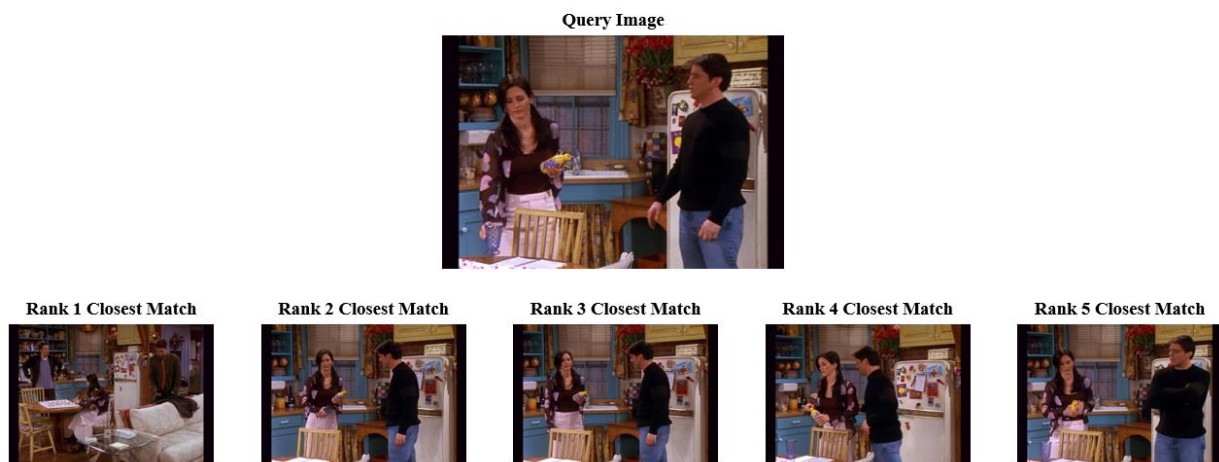 Query Image
Rank 1 Closest Match
Rank 2 Closest Match
Rank 3 Closest Match
Rank 4 Closest Match
Rank 5 Closest Match